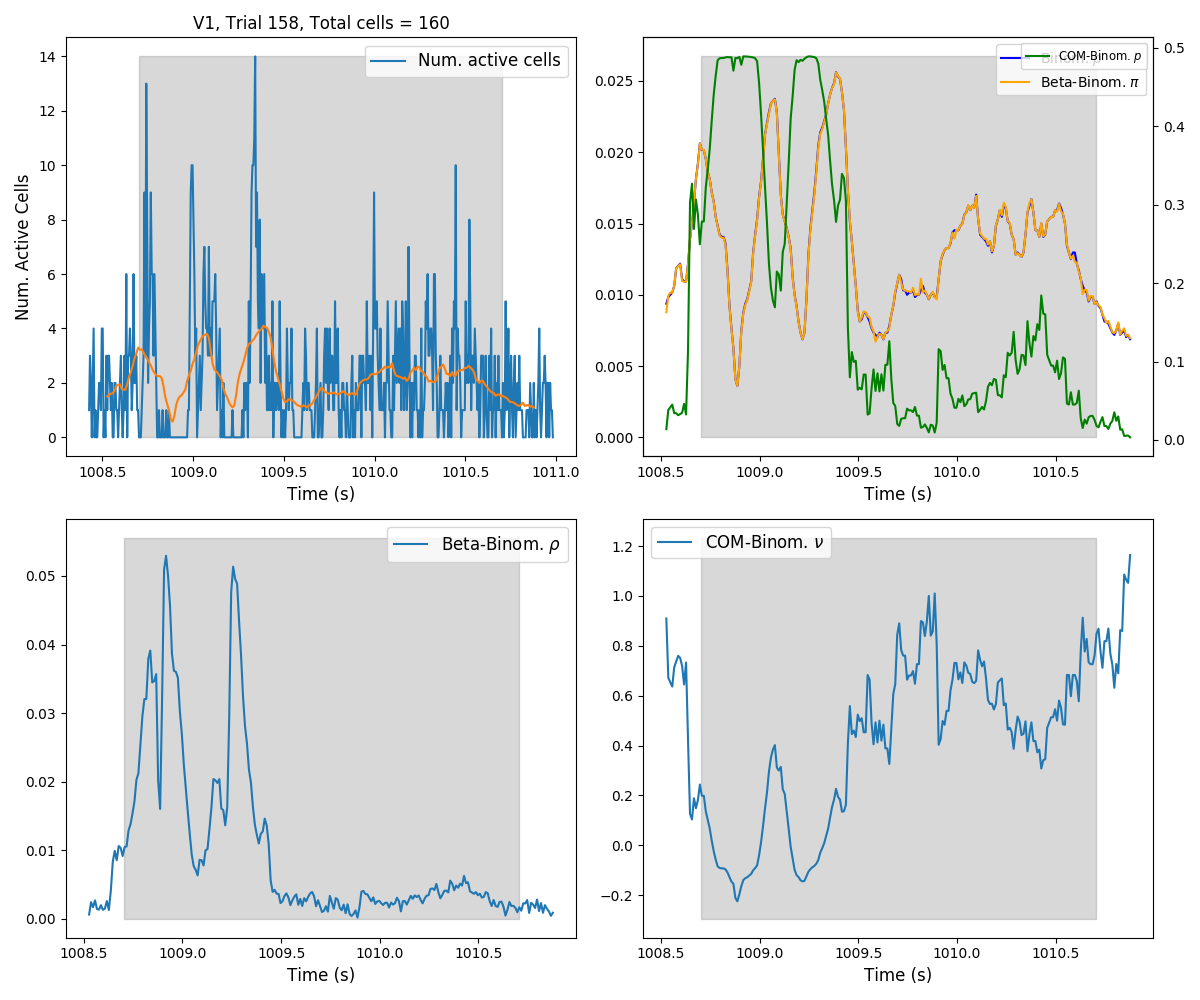 V1, Trial 158, Total cells = 160
Num. Active Cells
14
12
10
8
6
4
2
0
Num. active cells
1008.5 1009.0 1009.5 1010.0 1010.5 1011.0
Time (s)
0.025
0.020
0.015
0.010
0.005
0.000
COM-Binom. p
Beta-Binom. π
0.5
0.4
0.3
0.2
0.1
0.0
1008.5 1009.0 1009.5 1010.0 1010.5
Time (s)
0.05
0.04
0.03
0.02
0.01
0.00
Beta-Binom. ρ
1008.5 1009.0 1009.5 1010.0 1010.5
Time (s)
1.2
1.0
0.8
0.6
0.4
0.2
0.0
−0.2
COM-Binom. ν
1008.5 1009.0 1009.5 1010.0 1010.5
Time (s)